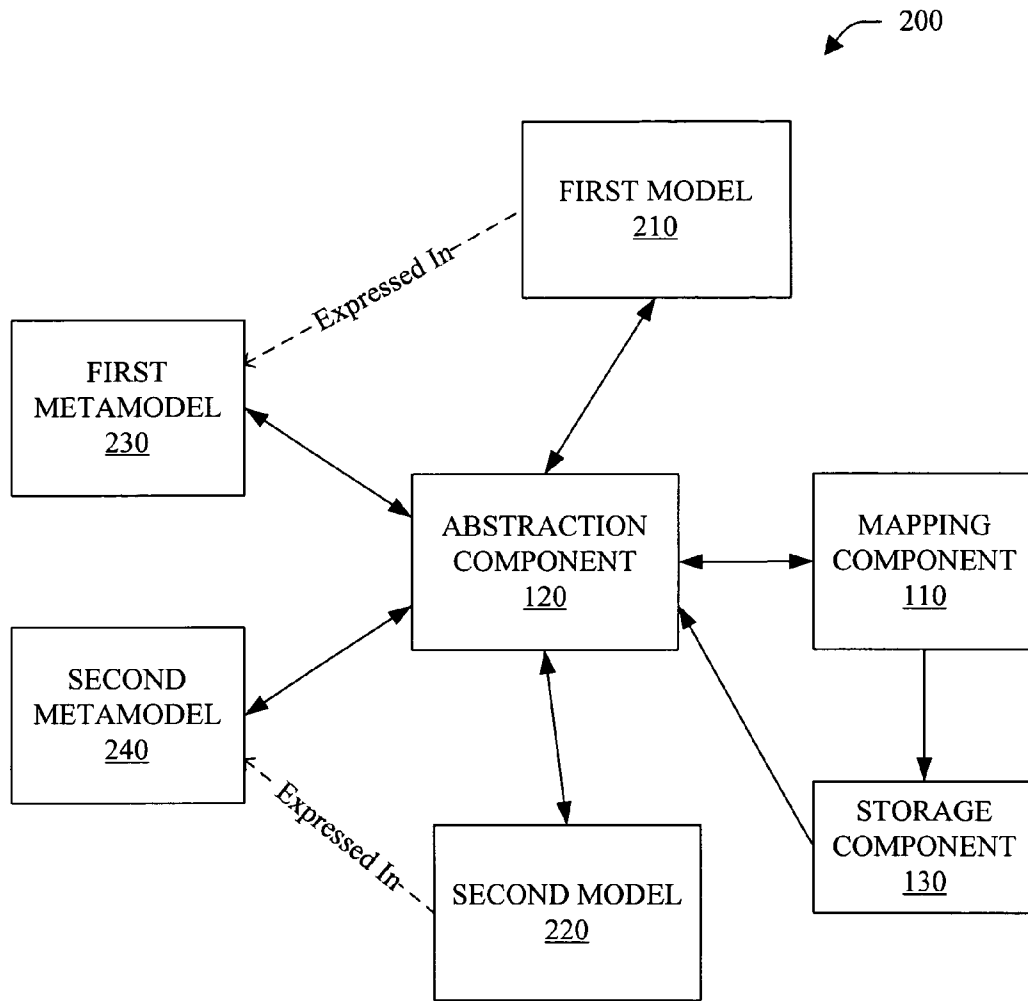 200
FIRST MODEL
210
Expressed In
FIRST
METAMODEL
230
ABSTRACTION
COMPONENT
120
MAPPING
COMPONENT
110
SECOND
METAMODEL
240
Expressed In
STORAGE
COMPONENT
130
SECOND MODEL
220